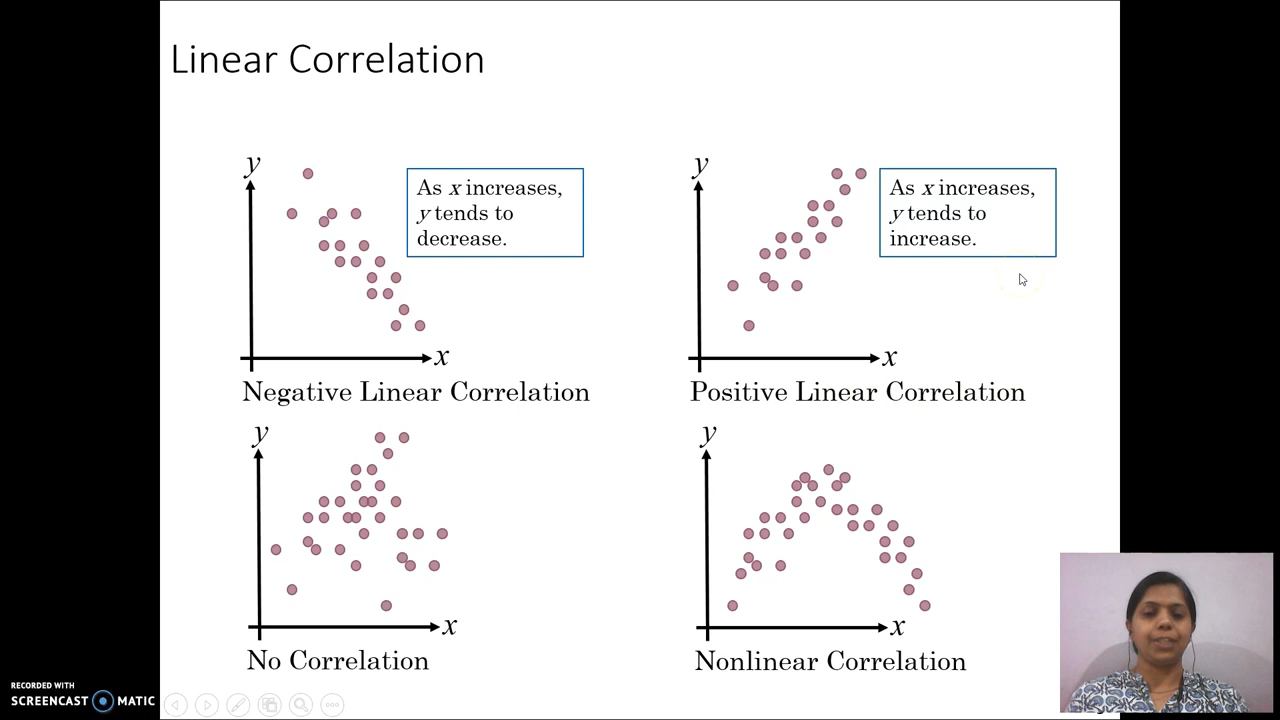 Linear Correlation
y
As x increases,
y tends to
decrease.
x
Negative Linear Correlation
y
As x increases,
y tends to
increase.
x
Positive Linear Correlation
y
x
No Correlation
y
x
Nonlinear Correlation
RECORDED WITH
SCREENCAST MATIC